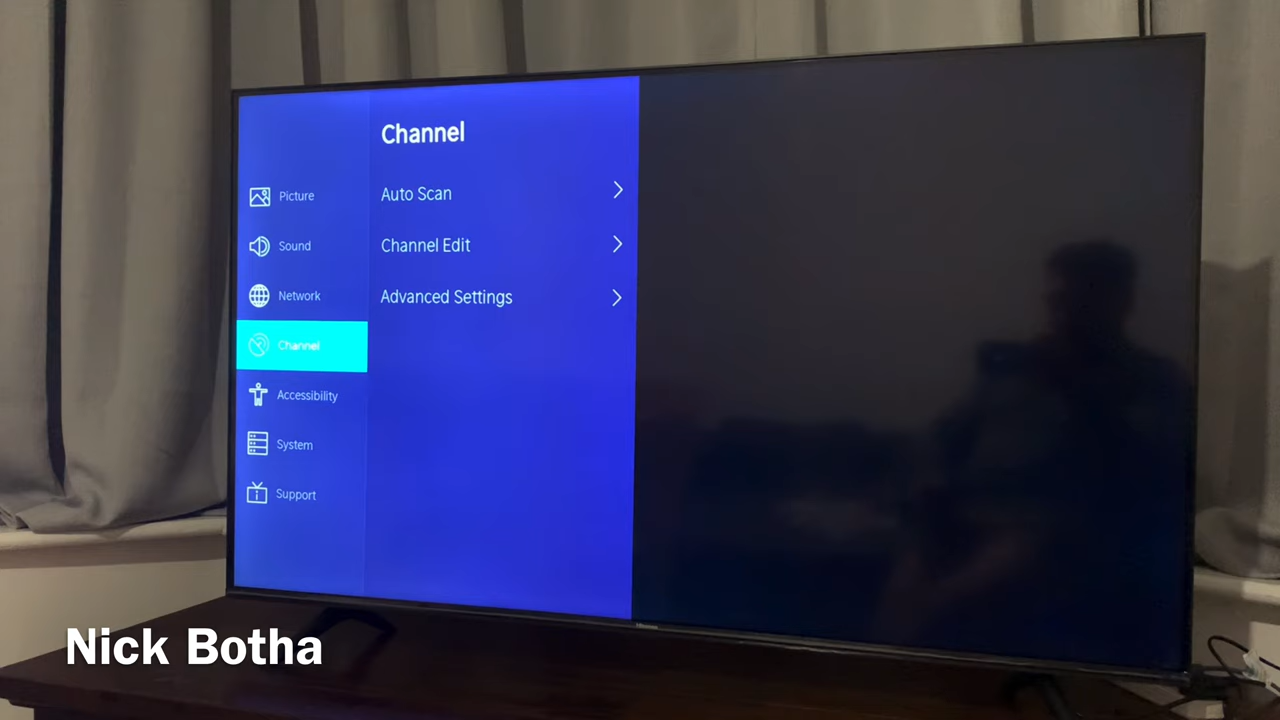 Channel
Picture
Auto Scan
Sound
Channel Edit
Network
Advanced Settings
Channel
Accessibility
System
Support
Nick Botha